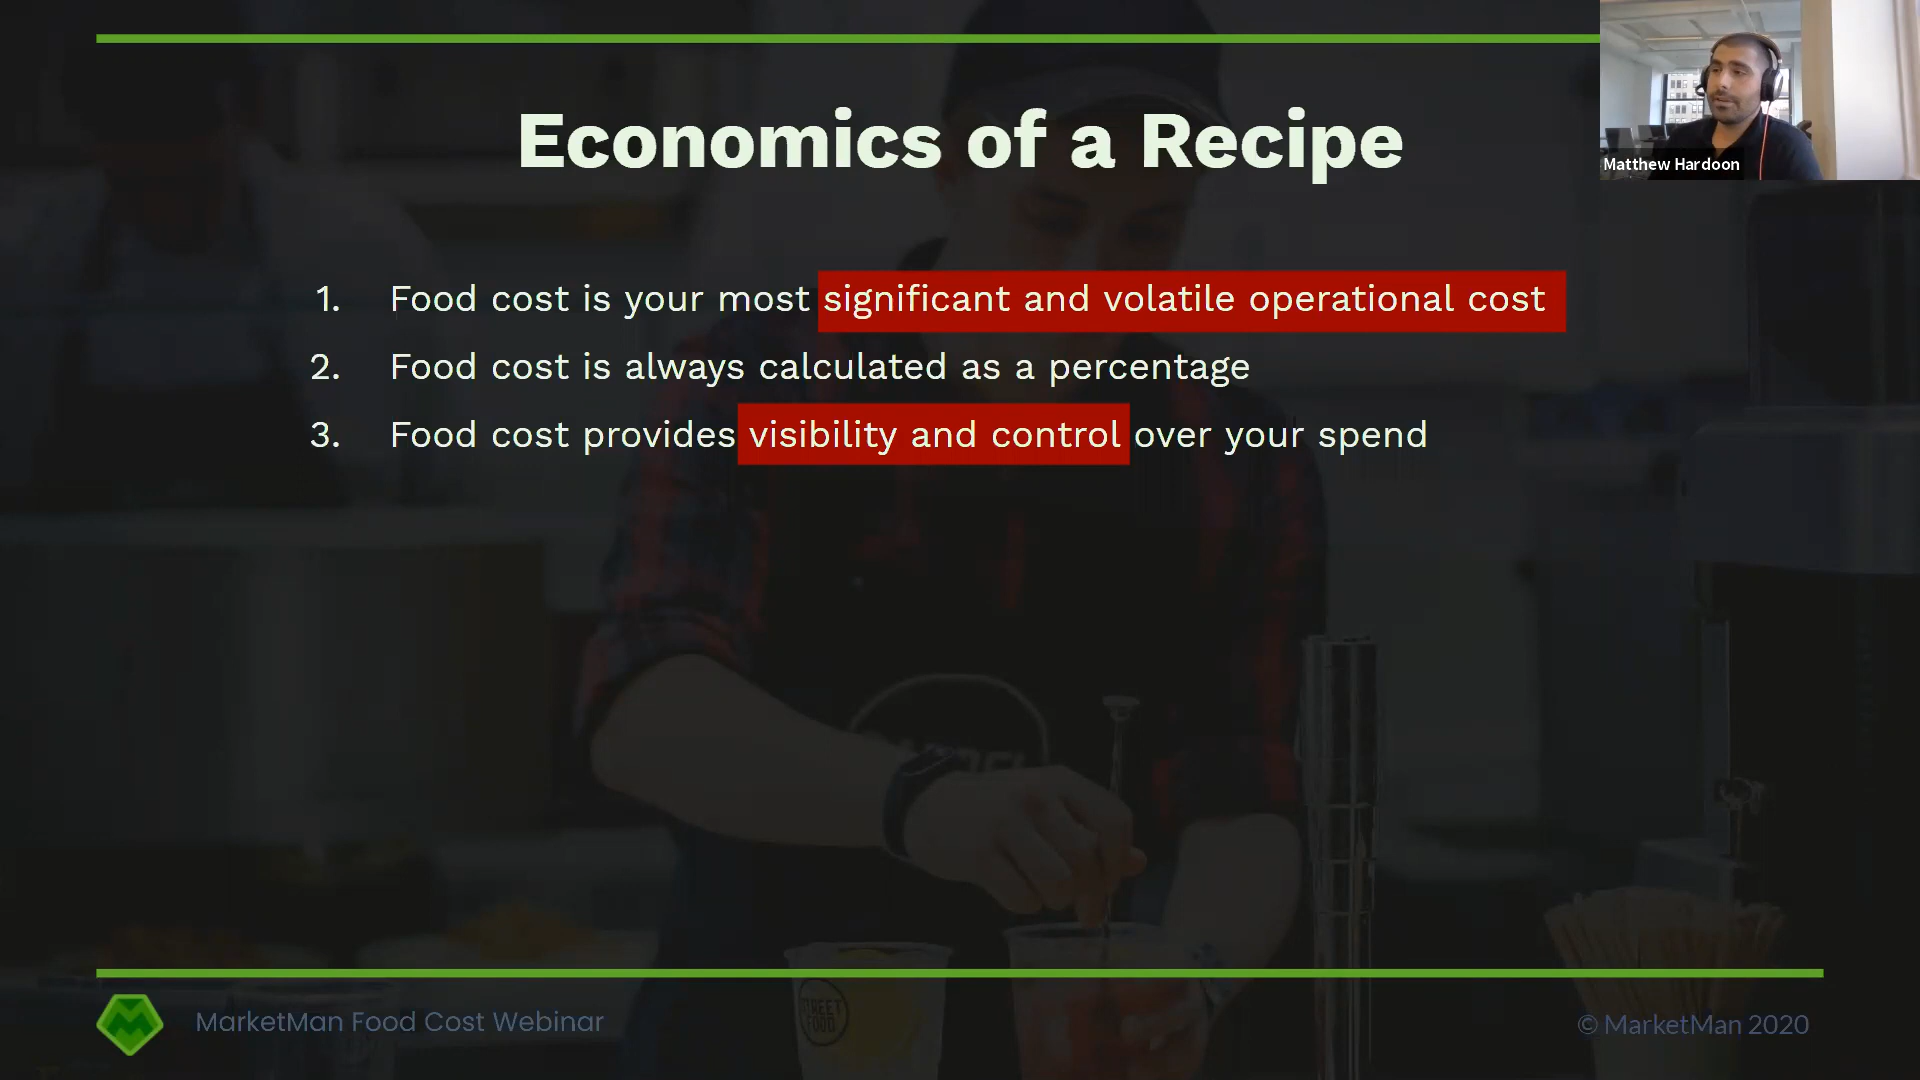 Economics of a Recipe
Matthew Hardoon
1. Food cost is your most significant and volatile operational cost
2. Food cost is always calculated as a percentage
3. Food cost provides visibility and control over your spend
STREET
FOOD
MarketMan Food Cost Webinar
© MarketMan 2020